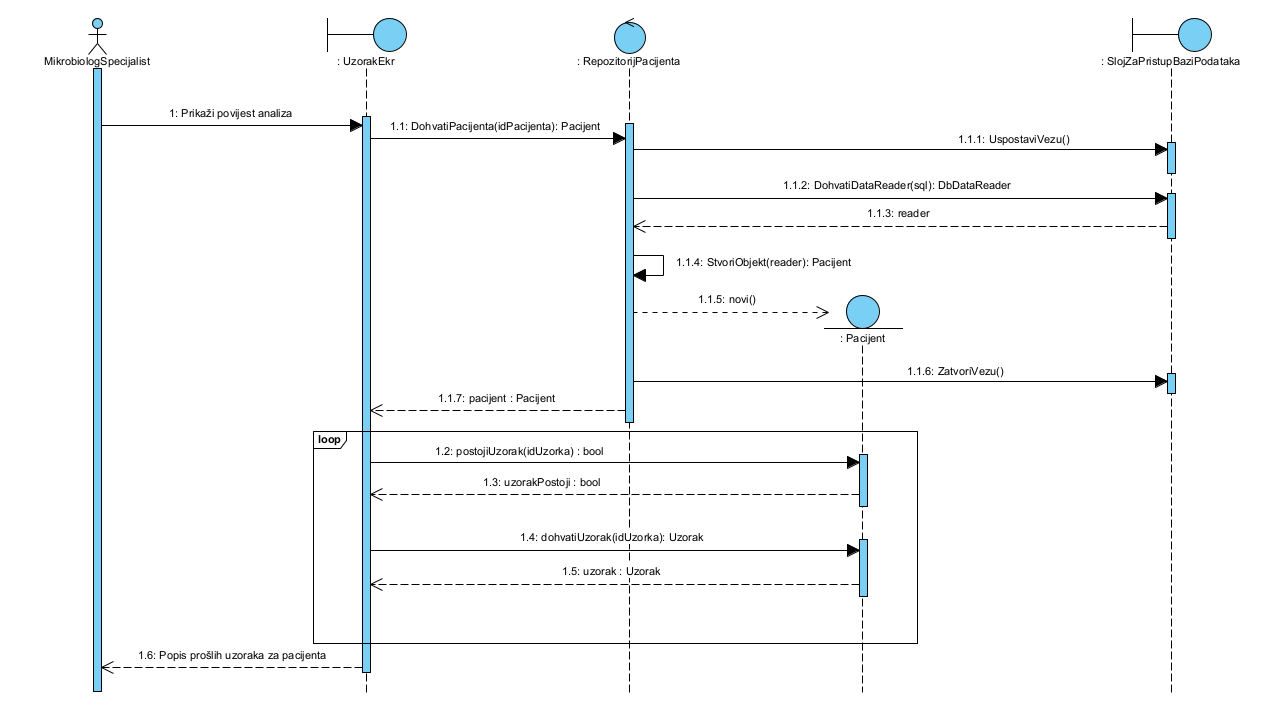 MikrobiologSpecijalist
: UzorakEkr
: RepozitorijPacijenta
: SlojZaPristupBaziPodataka
1: Prikaži povijest analiza
1.1: DohvatiPacijenta(idPacijenta): Pacijent
1.1.1: UspostaviVezu()
1.1.2: DohvatiDataReader(sql): DbDataReader
1.1.3: reader
1.1.4: StvoriObjekt(reader): Pacijent
1.1.5: novi()
: Pacijent
1.1.6: ZatvoriVezu()
1.1.7: pacijent : Pacijent
loop
1.2: postojiUzorak(idUzorka) : bool
1.3: uzorakPostoji : bool
1.4: dohvatiUzorak(idUzorka): Uzorak
1.5: uzorak : Uzorak
1.6: Popis prošlih uzoraka za pacijenta